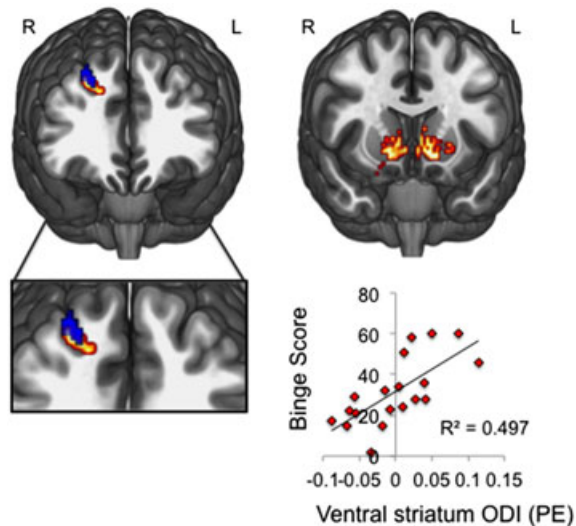 R L
R L
80
60
40
20
0
Binge Score
R² = 0.497
-0.1 -0.05 0 0.05 0.1 0.15
Ventral striatum ODI (PE)